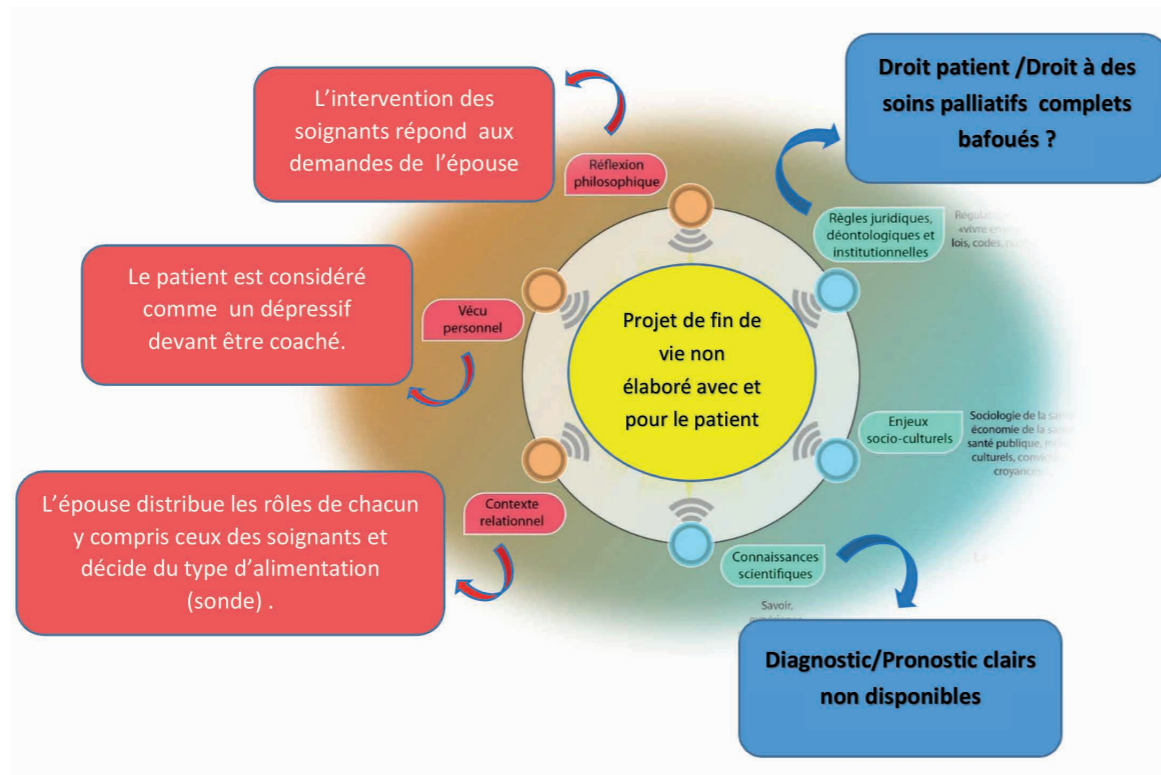 L'intervention des
soignants répond aux
demandes de l'épouse
Droit patient /Droit à des
soins palliatifs complets
bafoués ?
Réflexion
philosophique
Règles juridiques,
déontologiques et
institutionnelles
lois, codes,
Le patient est considéré
comme un dépressif
devant être coaché.
Vécu
personnel
Projet de fin de
vie non
élaboré avec et
pour le patient
Enjeux
socio-culturels
Sociologie de la
économie de la
santé publique,
culturels,
croyances
L'épouse distribue les rôles de chacun
y compris ceux des soignants et
décide du type d'alimentation
(sonde) .
Contexte
relationnel
Connaissances
scientifiques
Savoir,
Diagnostic/Pronostic clairs
non disponibles